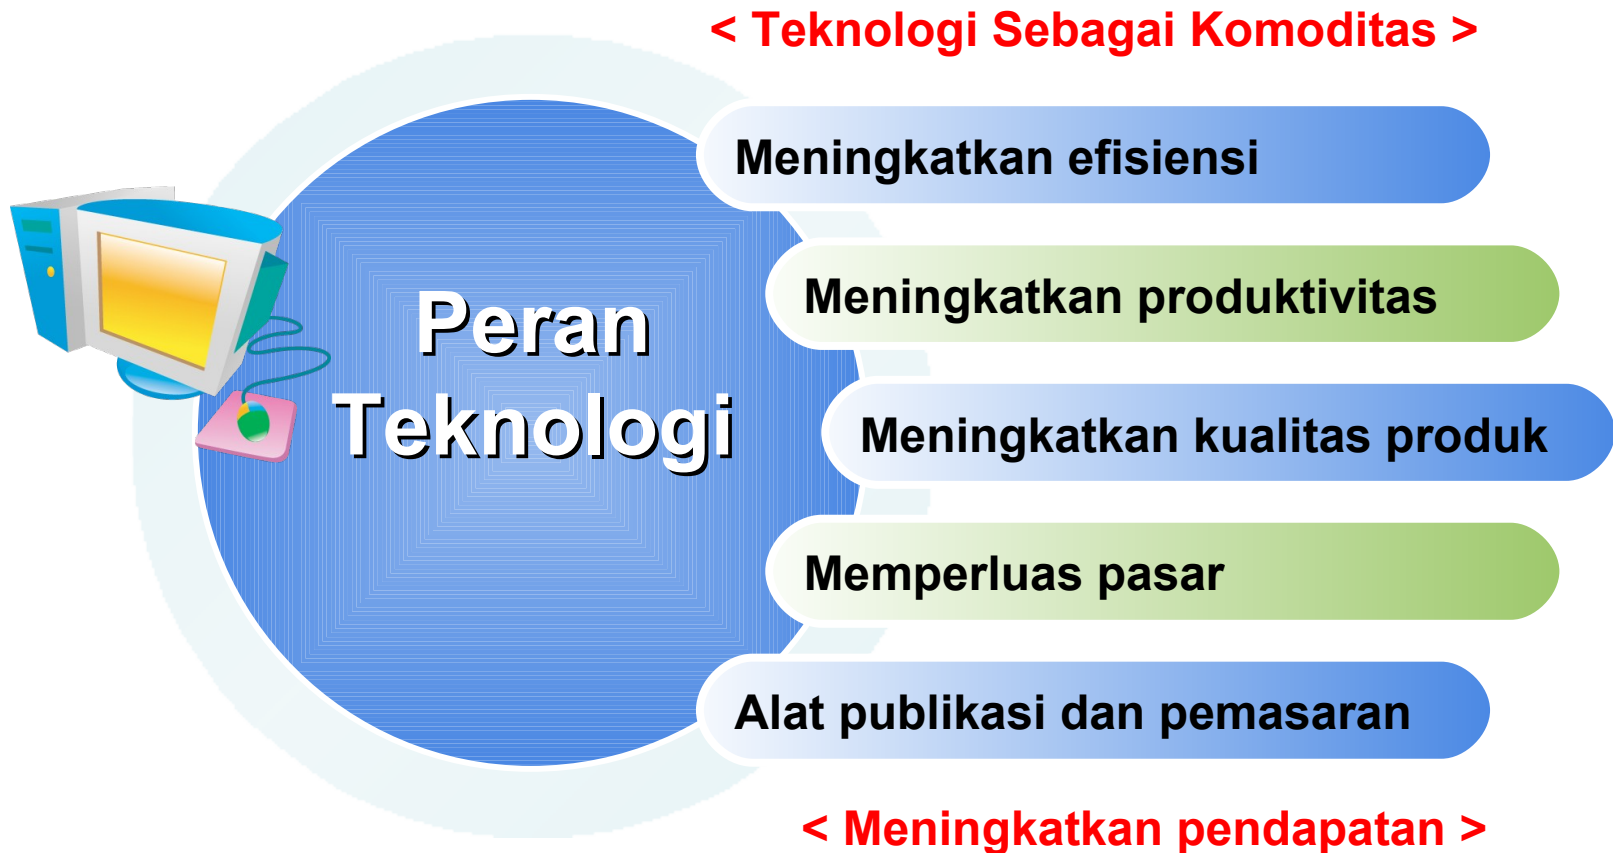 < Teknologi Sebagai Komoditas >
Meningkatkan efisiensi
Meningkatkan produktivitas
Peran
Teknologi
Meningkatkan kualitas produk
Memperluas pasar
Alat publikasi dan pemasaran
< Meningkatkan pendapatan >